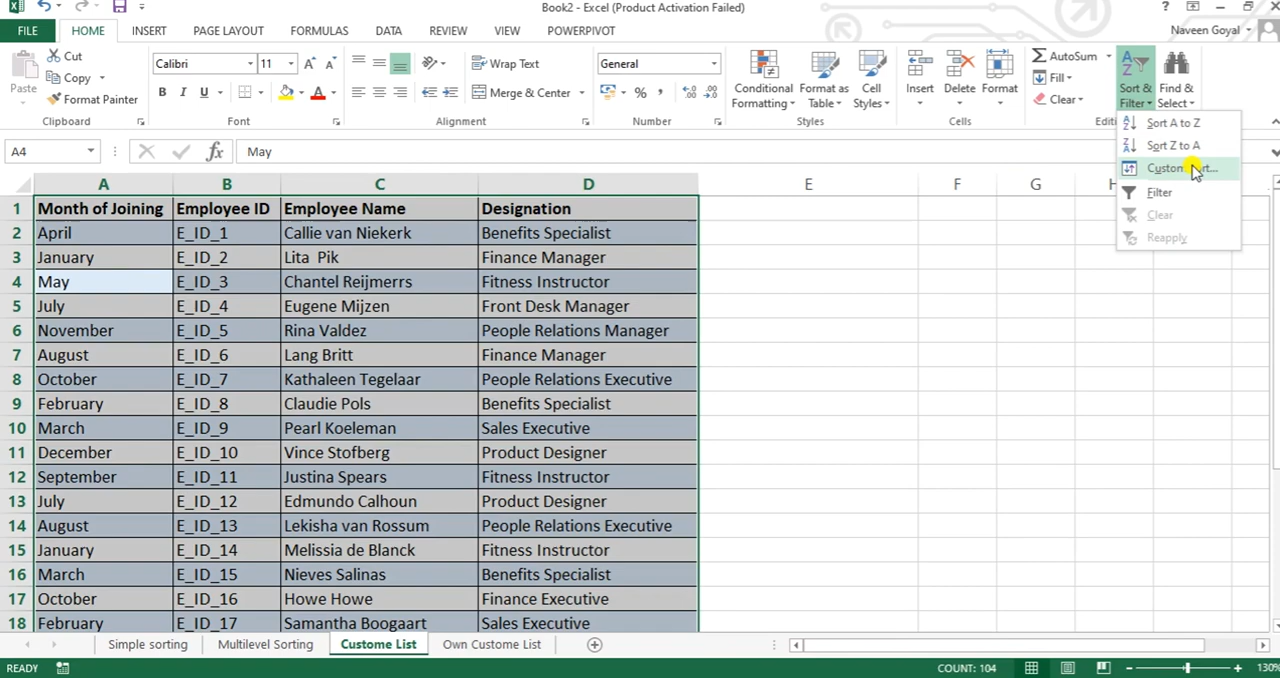 Book2 - Excel (Product Activation Failed)
FILE HOME INSERT PAGE LAYOUT FORMULAS DATA REVIEW VIEW POWERPIVOT Naveen Goyal
Paste
Cut
Copy
Format Painter
Clipboard
Calibri 11
B I U
Font
Wrap Text
Merge & Center
Alignment
General
%
Number
Conditional Formatting
Format as Table
Cell Styles
Styles
Insert
Delete
Format
Cells
AutoSum
Fill
Clear
Sort & Filter
Find & Select
Sort A to Z
Sort Z to A
Filter
Clear
Reapply
A4 fx May
A B C D E F G
1 Month of Joining Employee ID Employee Name Designation
2 April E_ID_1 Callie van Niekerk Benefits Specialist
3 January E_ID_2 Lita Pik Finance Manager
4 May E_ID_3 Chantel Reijmerrs Fitness Instructor
5 July E_ID_4 Eugene Mijzen Front Desk Manager
6 November E_ID_5 Rina Valdez People Relations Manager
7 August E_ID_6 Lang Britt Finance Manager
8 October E_ID_7 Kathaleen Tegelaar People Relations Executive
9 February E_ID_8 Claudie Pols Benefits Specialist
10 March E_ID_9 Pearl Koeleman Sales Executive
11 December E_ID_10 Vince Stofberg Product Designer
12 September E_ID_11 Justina Spears Fitness Instructor
13 July E_ID_12 Edmundo Calhoun Product Designer
14 August E_ID_13 Lekisha van Rossum People Relations Executive
15 January E_ID_14 Melissia de Blanck Fitness Instructor
16 March E_ID_15 Nieves Salinas Benefits Specialist
17 October E_ID_16 Howe Howe Finance Executive
18 February E_ID_17 Samantha Boogaart Sales Executive
Simple sorting Multilevel Sorting Custome List Own Custome List
READY COUNT: 104 130%